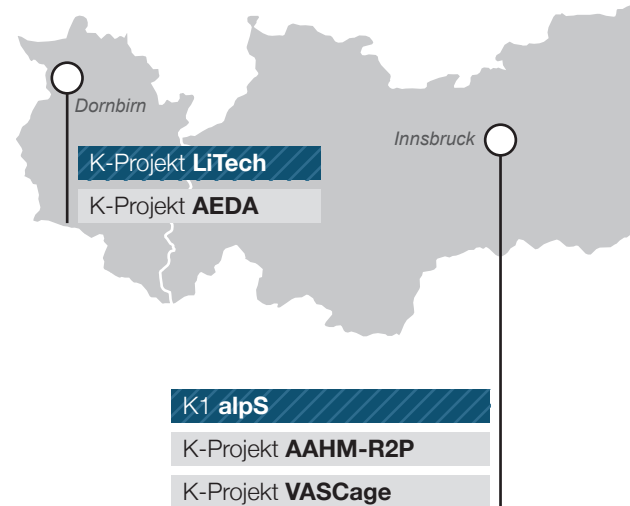 Dornbirn
K-Projekt LiTech
K-Projekt AEDA
Innsbruck
K1 alpS
K-Projekt AAHM-R2P
K-Projekt VASCage